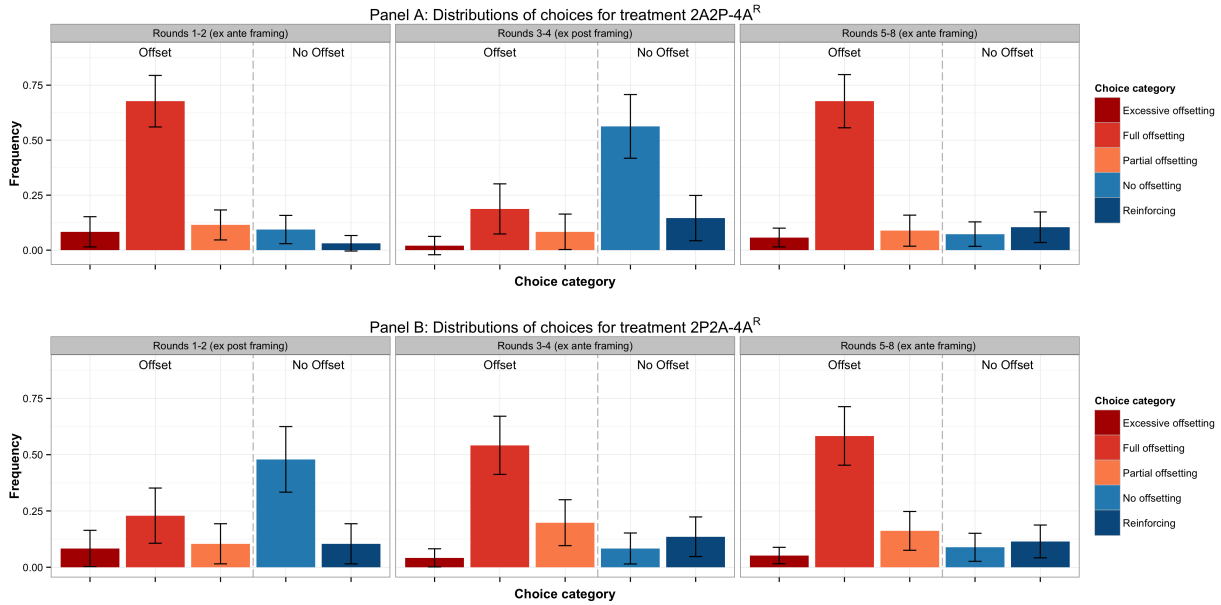 Panel A: Distributions of choices for treatment 2A2P-4A^R
Rounds 1-2 (ex ante framing)
Rounds 3-4 (ex post framing)
Rounds 5-8 (ex ante framing)
Offset
No Offset
Offset
No Offset
Offset
No Offset
Frequency
0.75
0.50
0.25
0.00
Choice category
Choice category
Excessive offsetting
Full offsetting
Partial offsetting
No offsetting
Reinforcing
Panel B: Distributions of choices for treatment 2P2A-4A^R
Rounds 1-2 (ex post framing)
Rounds 3-4 (ex ante framing)
Rounds 5-8 (ex ante framing)
Offset
No Offset
Offset
No Offset
Offset
No Offset
Frequency
0.75
0.50
0.25
0.00
Choice category
Choice category
Excessive offsetting
Full offsetting
Partial offsetting
No offsetting
Reinforcing